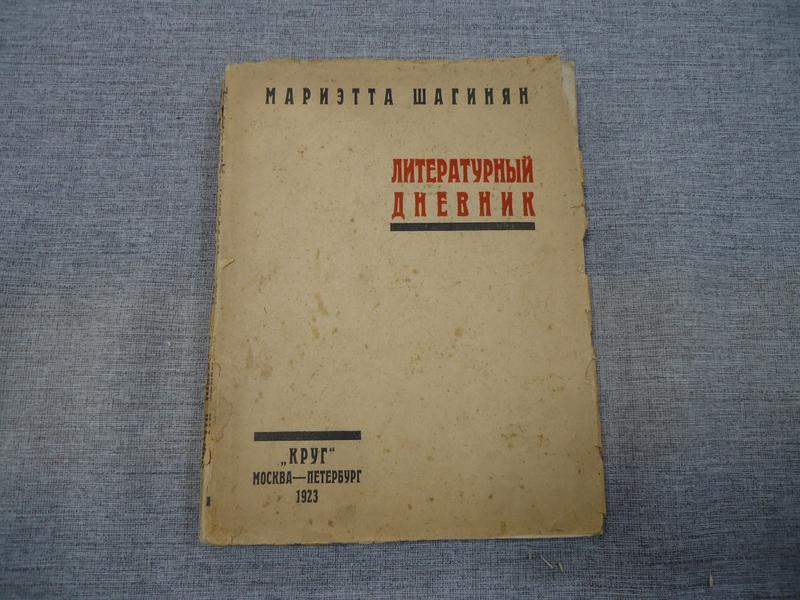 МАРИЭТТА ШАГИНЯН
ЛИТЕРАТУРНЫЙ
ДНЕВНИК
„КРУГ“
МОСКВА—ПЕТЕРБУРГ
1923